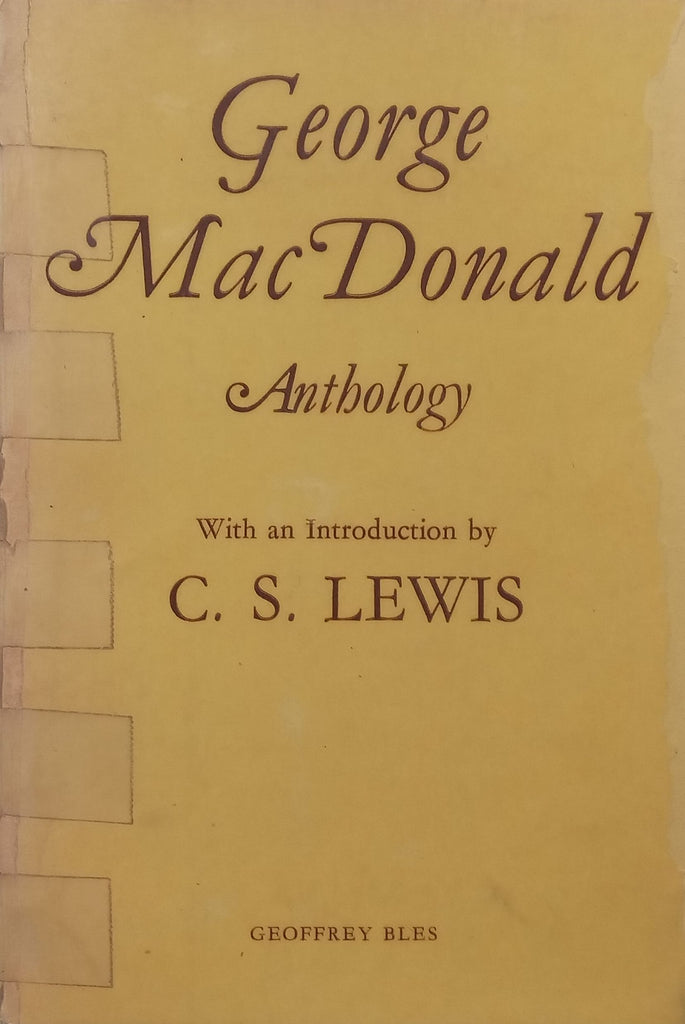 George
MacDonald
Anthology
With an Introduction by
C. S. LEWIS
GEOFFREY BLES